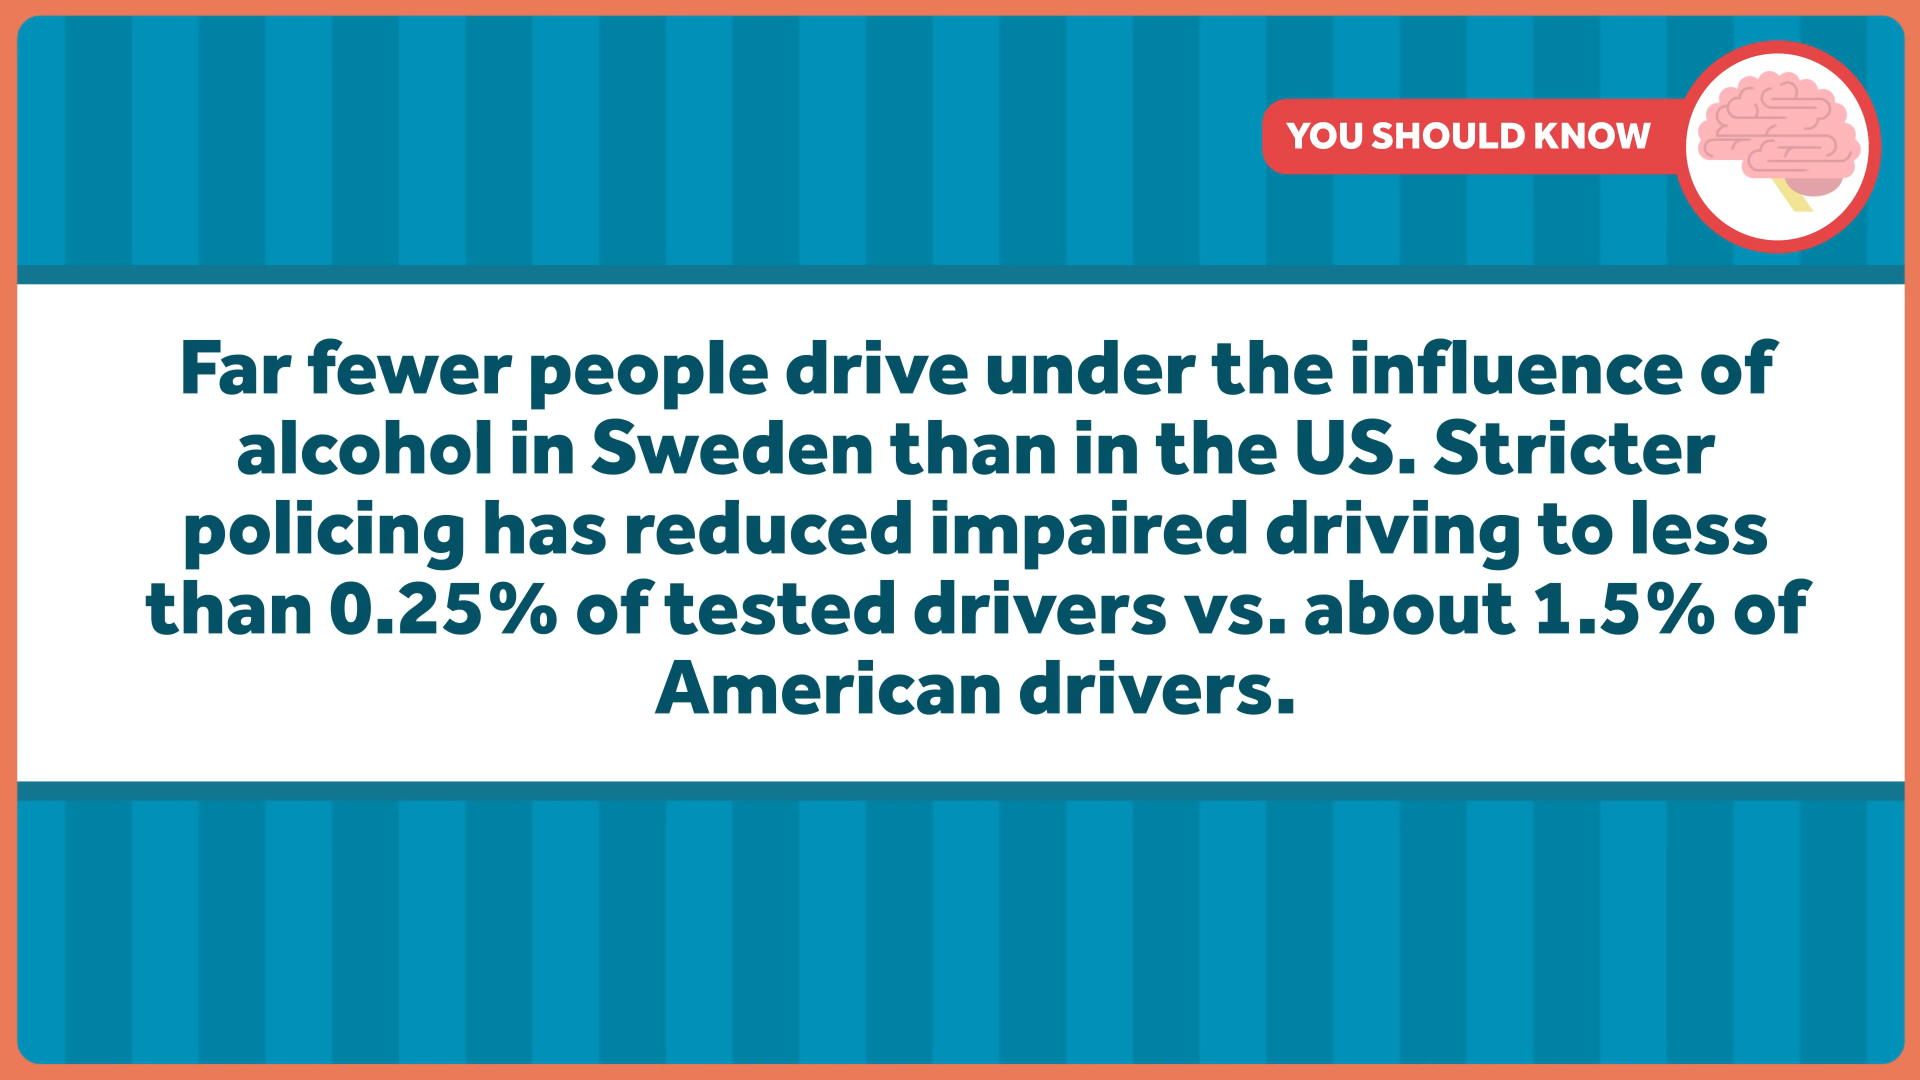 YOU SHOULD KNOW
Far fewer people drive under the influence of
alcohol in Sweden than in the US. Stricter
policing has reduced impaired driving to less
than 0.25% of tested drivers vs. about 1.5% of
American drivers.